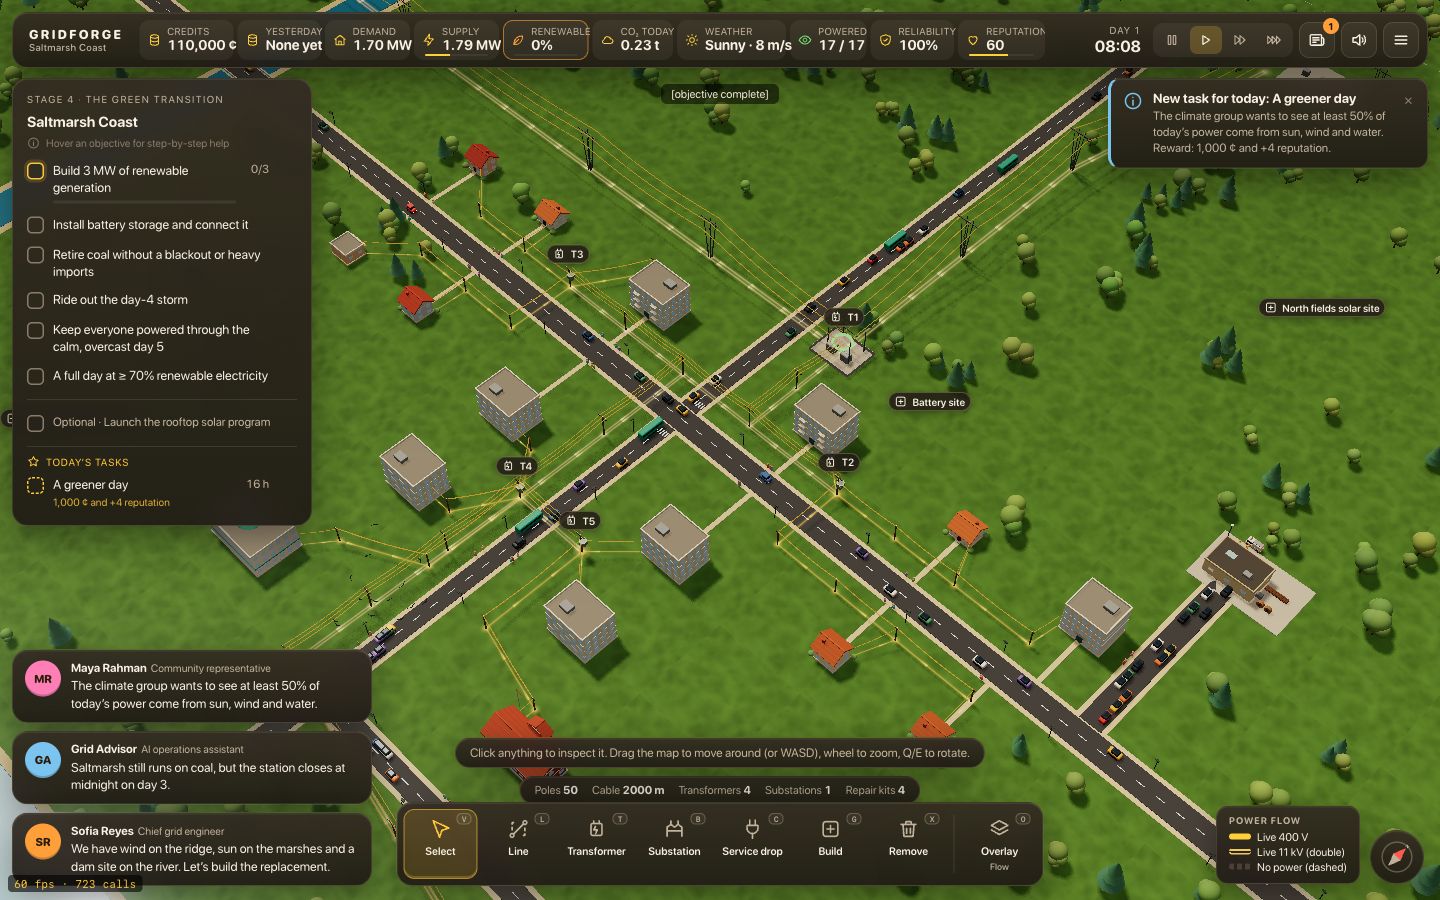 GRIDFORGE
Saltmarsh Coast
CREDITS
110,000 ¢
YESTERDAY
None yet
DEMAND
1.70 MW
SUPPLY
1.79 MW
RENEWABLE
0%
CO₂ TODAY
0.23 t
WEATHER
Sunny · 8 m/s
POWERED
17 / 17
RELIABILITY
100%
REPUTATION
60
DAY 1
08:08
1
STAGE 4 · THE GREEN TRANSITION
Saltmarsh Coast
Hover an objective for step-by-step help
Build 3 MW of renewable 0/3
generation
Install battery storage and connect it
Retire coal without a blackout or heavy
imports
Ride out the day-4 storm
Keep everyone powered through the
calm, overcast day 5
A full day at ≥ 70% renewable electricity
Optional · Launch the rooftop solar program
TODAY'S TASKS
A greener day 16 h
1,000 ¢ and +4 reputation
[objective complete]
New task for today: A greener day ×
The climate group wants to see at least 50% of
today's power come from sun, wind and water.
Reward: 1,000 ¢ and +4 reputation.
T3
T1
North fields solar site
Battery site
T4
T2
T5
MR
Maya Rahman Community representative
The climate group wants to see at least 50% of
today's power come from sun, wind and water.
GA
Grid Advisor AI operations assistant
Saltmarsh still runs on coal, but the station closes at
midnight on day 3.
SR
Sofia Reyes Chief grid engineer
We have wind on the ridge, sun on the marshes and a
dam site on the river. Let's build the replacement.
60 fps · 723 calls
Click anything to inspect it. Drag the map to move around (or WASD), wheel to zoom, Q/E to rotate.
Poles 50 Cable 2000 m Transformers 4 Substations 1 Repair kits 4
V
Select
L
Line
T
Transformer
B
Substation
C
Service drop
G
Build
X
Remove
O
Overlay
Flow
POWER FLOW
Live 400 V
Live 11 kV (double)
No power (dashed)